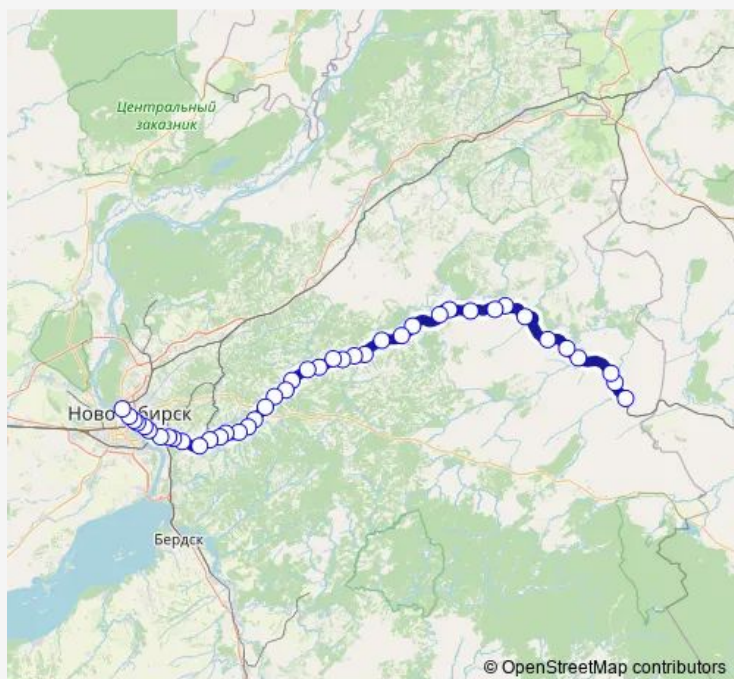 Центральный
заказник
Ново бирск
Бердск
© OpenStreetMap contributors